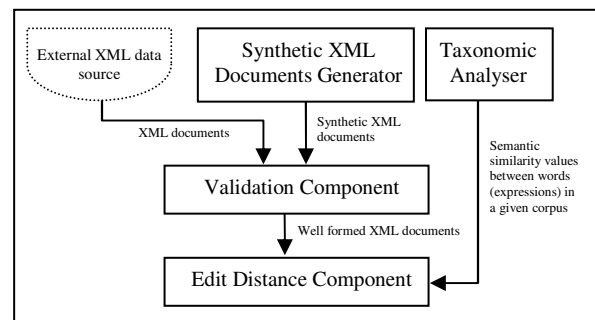 External XML data
source
Synthetic XML
Documents Generator
Taxonomic
Analyser
XML documents
Synthetic XML
documents
Semantic
similarity values
between words
(expressions) in
a given corpus
Validation Component
Well formed XML documents
Edit Distance Component